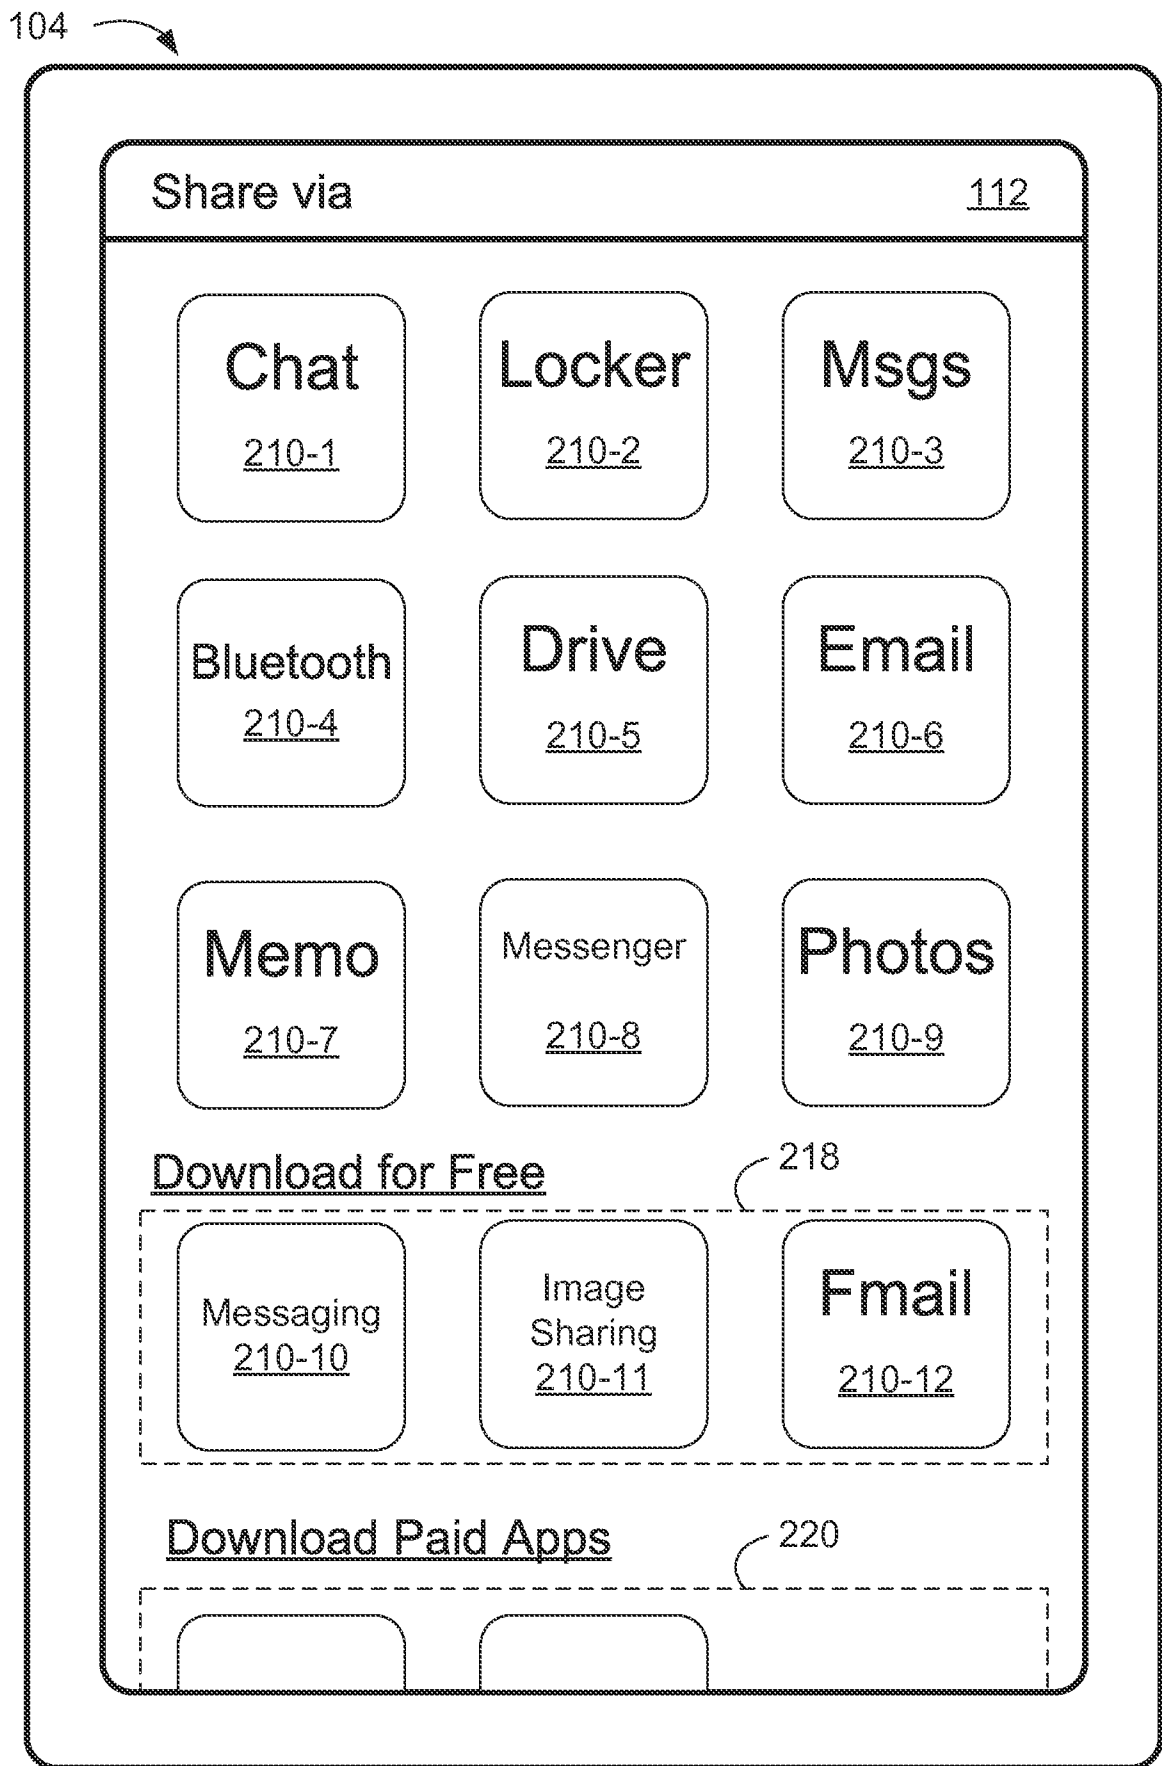 104
Share via 112
Chat Locker Msgs
210-1 210-2 210-3
Bluetooth Drive Email
210-4 210-5 210-6
Memo Messenger Photos
210-7 210-8 210-9
Download for Free 218
Messaging Image Sharing Fmail
210-10 210-11 210-12
Download Paid Apps 220